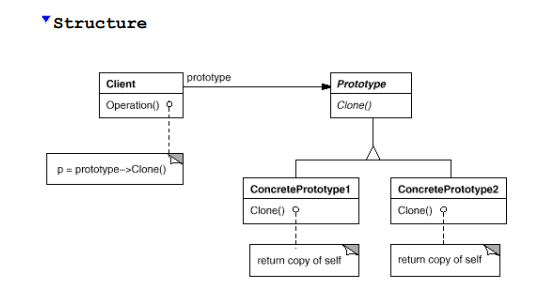 Structure
prototype
Client
Prototype
Operation()
Clone()
p = prototype->Clone()
ConcretePrototype1
ConcretePrototype2
Clone()
Clone()
return copy of self
return copy of self